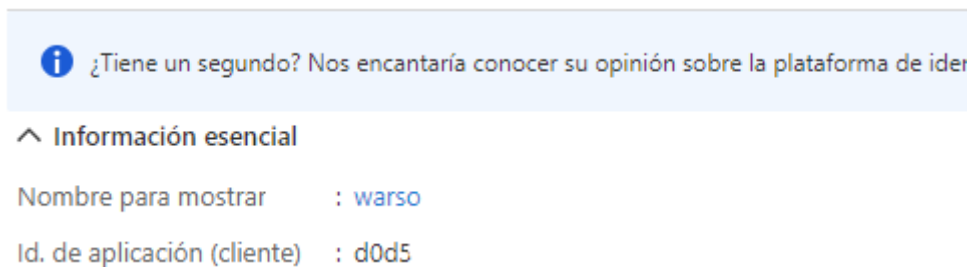 ¿Tiene un segundo? Nos encantaría conocer su opinión sobre la plataforma de
Información esencial
Nombre para mostrar : warso
Id. de aplicación (cliente) : d0d5